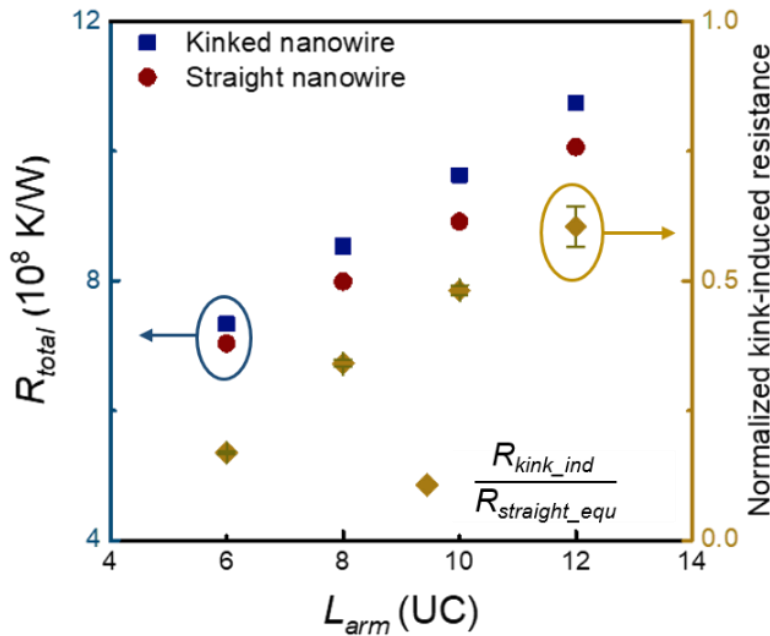 12
1.0
Kinked nanowire
Straight nanowire
R_total (10^8 K/W)
8
0.5
Normalized kink-induced resistance
R_kink_ind
R_straight_equ
4
0.0
4 6 8 10 12 14
L_arm (UC)